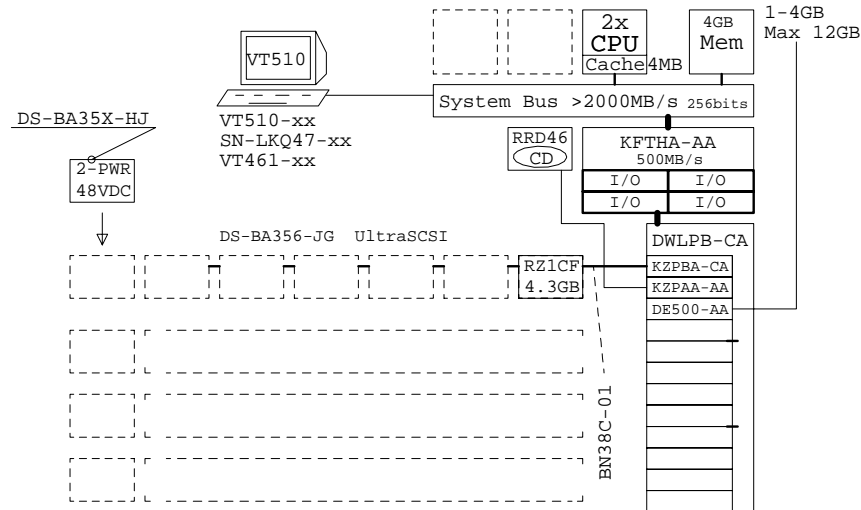 1-4GB
Max 12GB
2x
CPU
Cache 4MB
4GB
Mem
VT510
System Bus >2000MB/s 256bits
VT510-xx
SN-LKQ47-xx
VT461-xx
DS-BA35X-HJ
2-PWR
48VDC
RRD46
CD
KFTHA-AA
500MB/s
I/O I/O
I/O I/O
DS-BA356-JG UltraSCSI
DWLPB-CA
RZ1CF
4.3GB
KZPBA-CA
KZPAA-AA
DE500-AA
BN38C-01